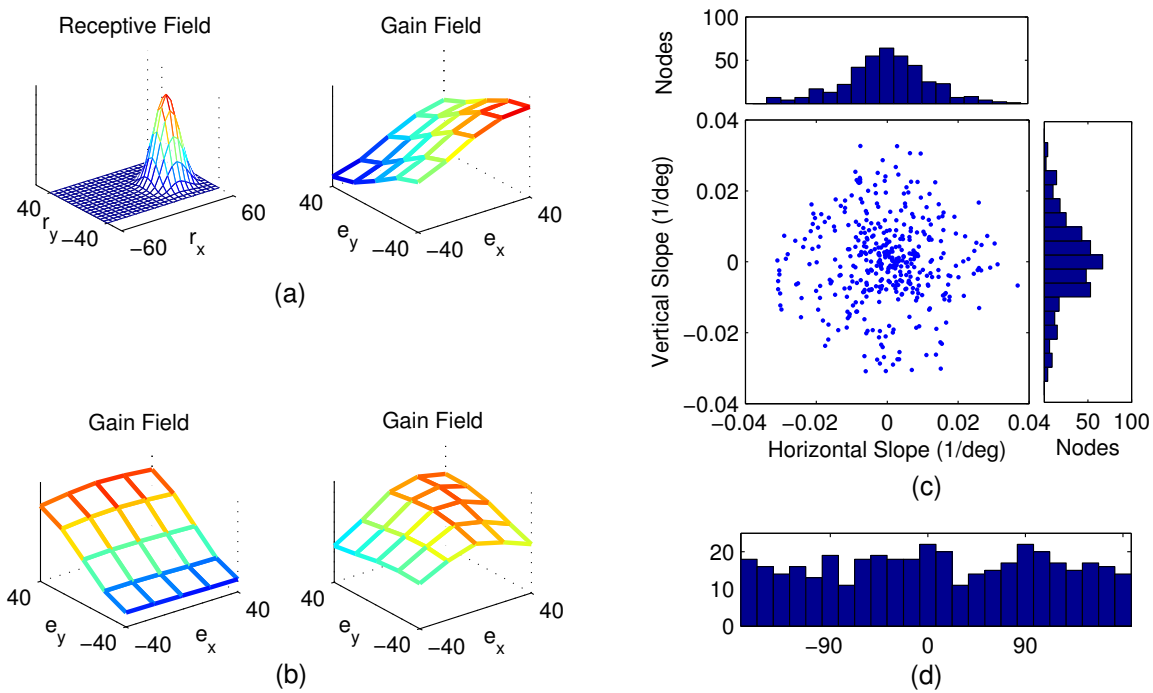 Receptive Field
40
r_y
−40
−60
r_x
60
Gain Field
40
e_y
−40
−40
e_x
40
(a)
Gain Field
40
e_y
−40
−40
e_x
40
Gain Field
40
e_y
−40
−40
e_x
40
(b)
100
50
Nodes
0.04
0.02
0
−0.02
−0.04
Vertical Slope (1/deg)
−0.04
−0.02
0
0.02
0.04
Horizontal Slope (1/deg)
50
100
Nodes
(c)
20
10
0
−90
0
90
(d)